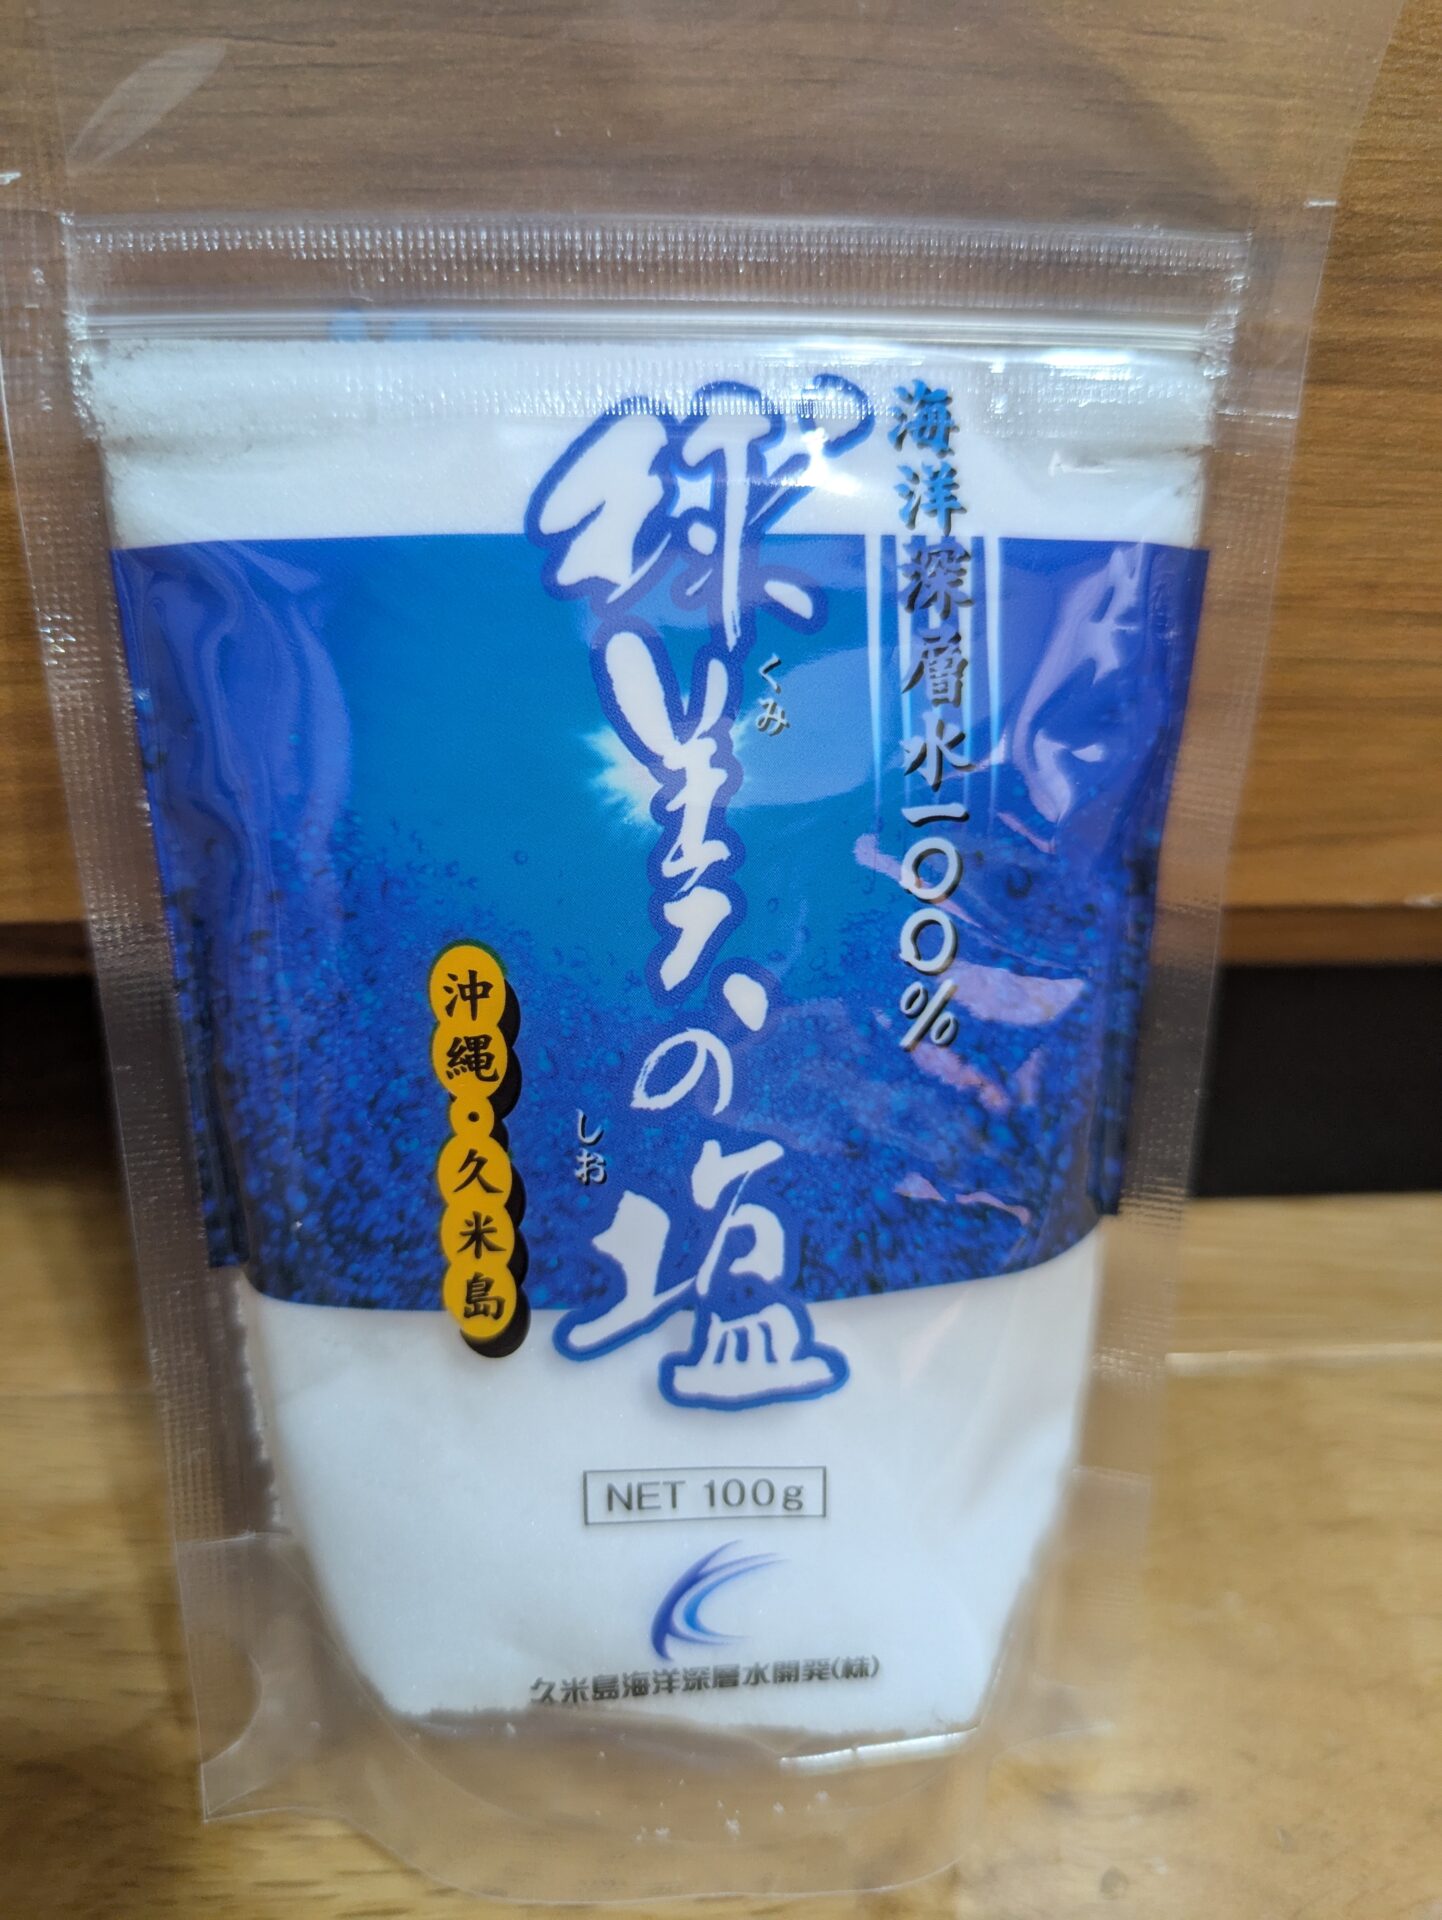 海洋深層水一〇〇%
くみ
球美の塩
しお
沖縄・久米島
NET 100g
久米島海洋深層水開発(株)